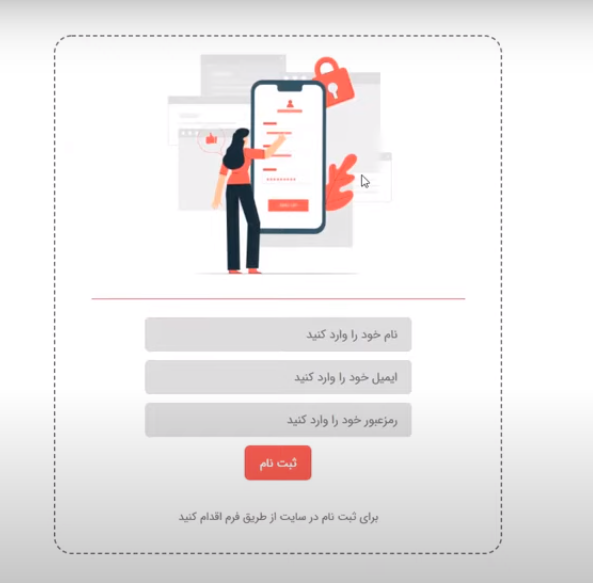 نام خود را وارد کنید
ایمیل خود را وارد کنید
رمزعبور خود را وارد کنید
ثبت نام
برای ثبت نام در سایت از طریق فرم اقدام کنید